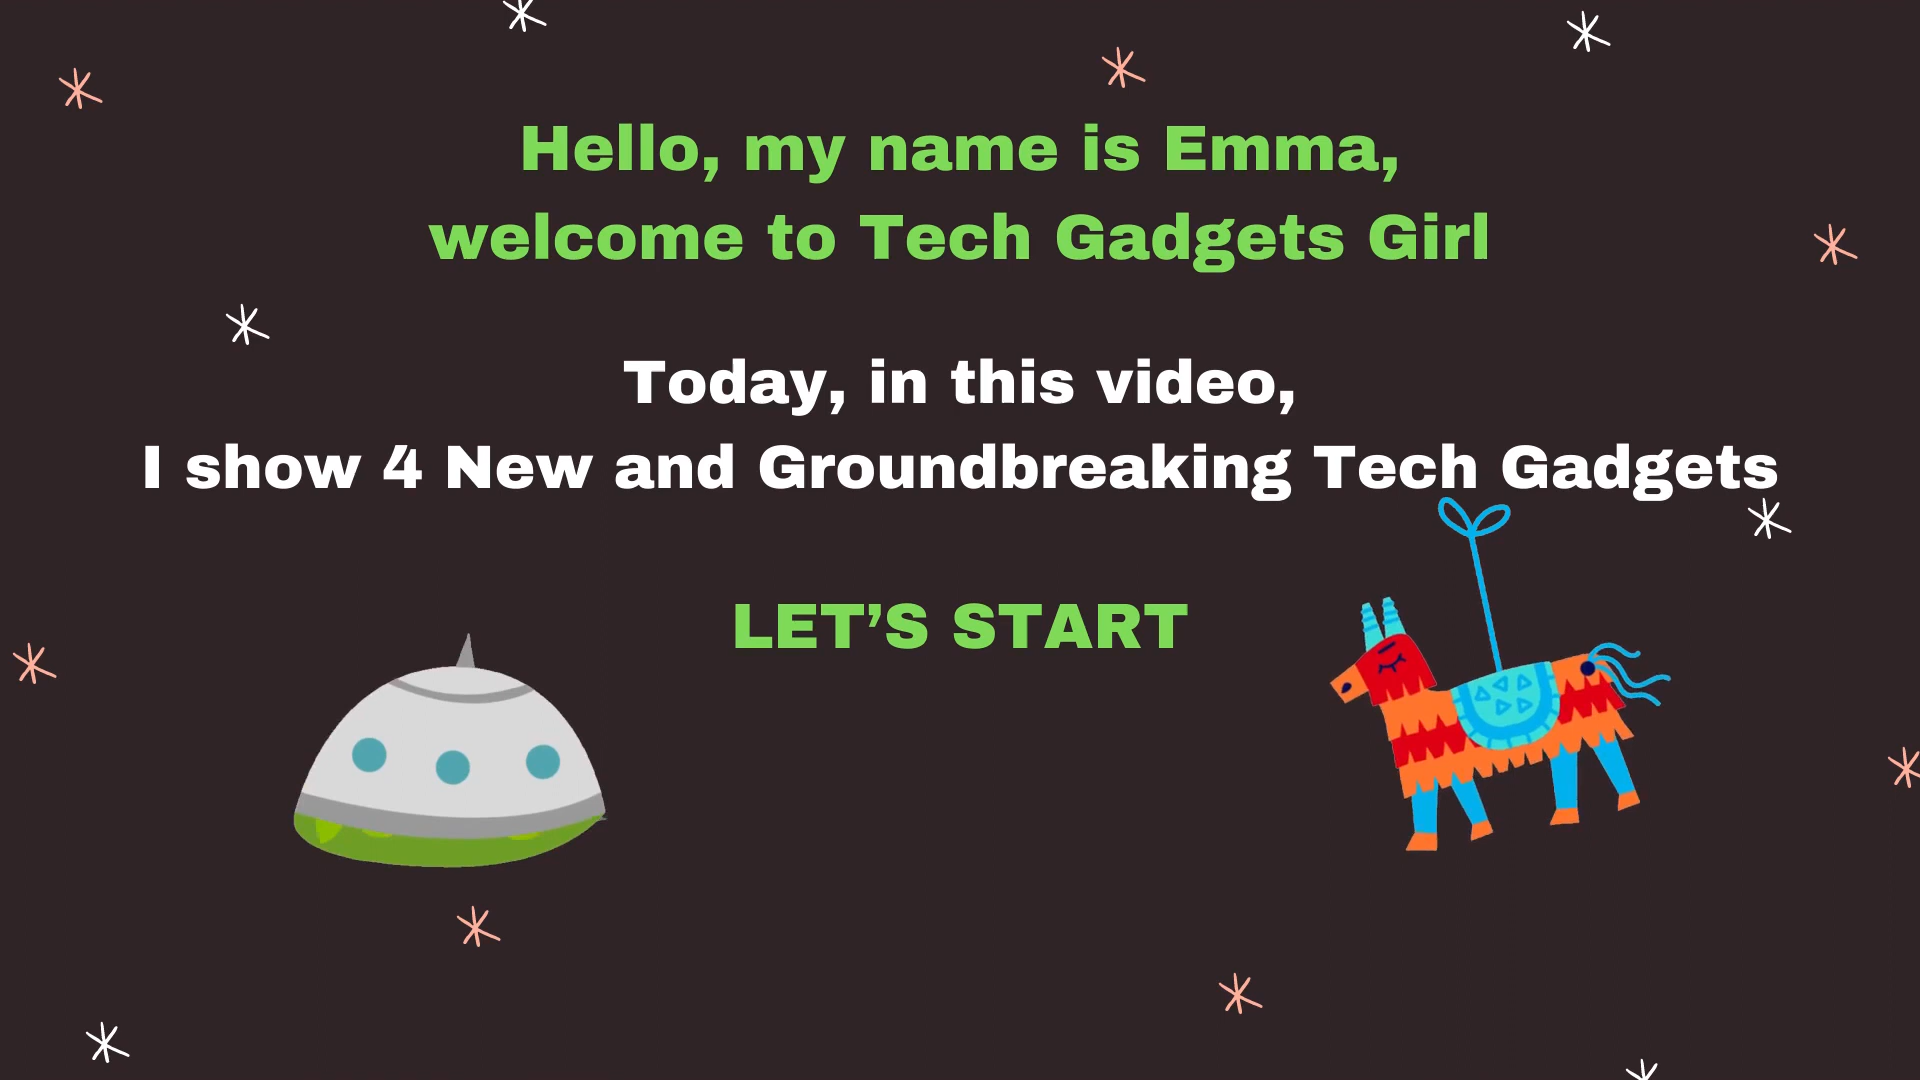 Hello, my name is Emma,
welcome to Tech Gadgets Girl
Today, in this video,
I show 4 New and Groundbreaking Tech Gadgets
LET’S START